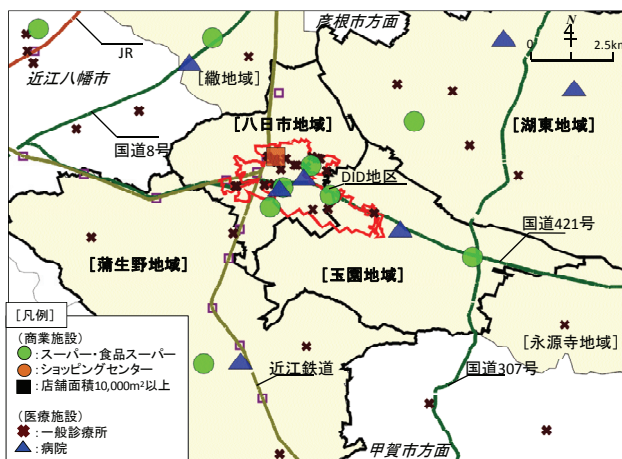 彦根市方面
N
0 2.5km
JR
近江八幡市
[繖地域]
[八日市地域]
[湖東地域]
国道8号
DID地区
国道421号
[蒲生野地域]
[玉園地域]
[永源寺地域]
近江鉄道
国道307号
甲賀市方面
[凡例]
(商業施設)
:スーパー・食品スーパー
:ショッピングセンター
:店舗面積10,000m²以上
(医療施設)
:一般診療所
:病院